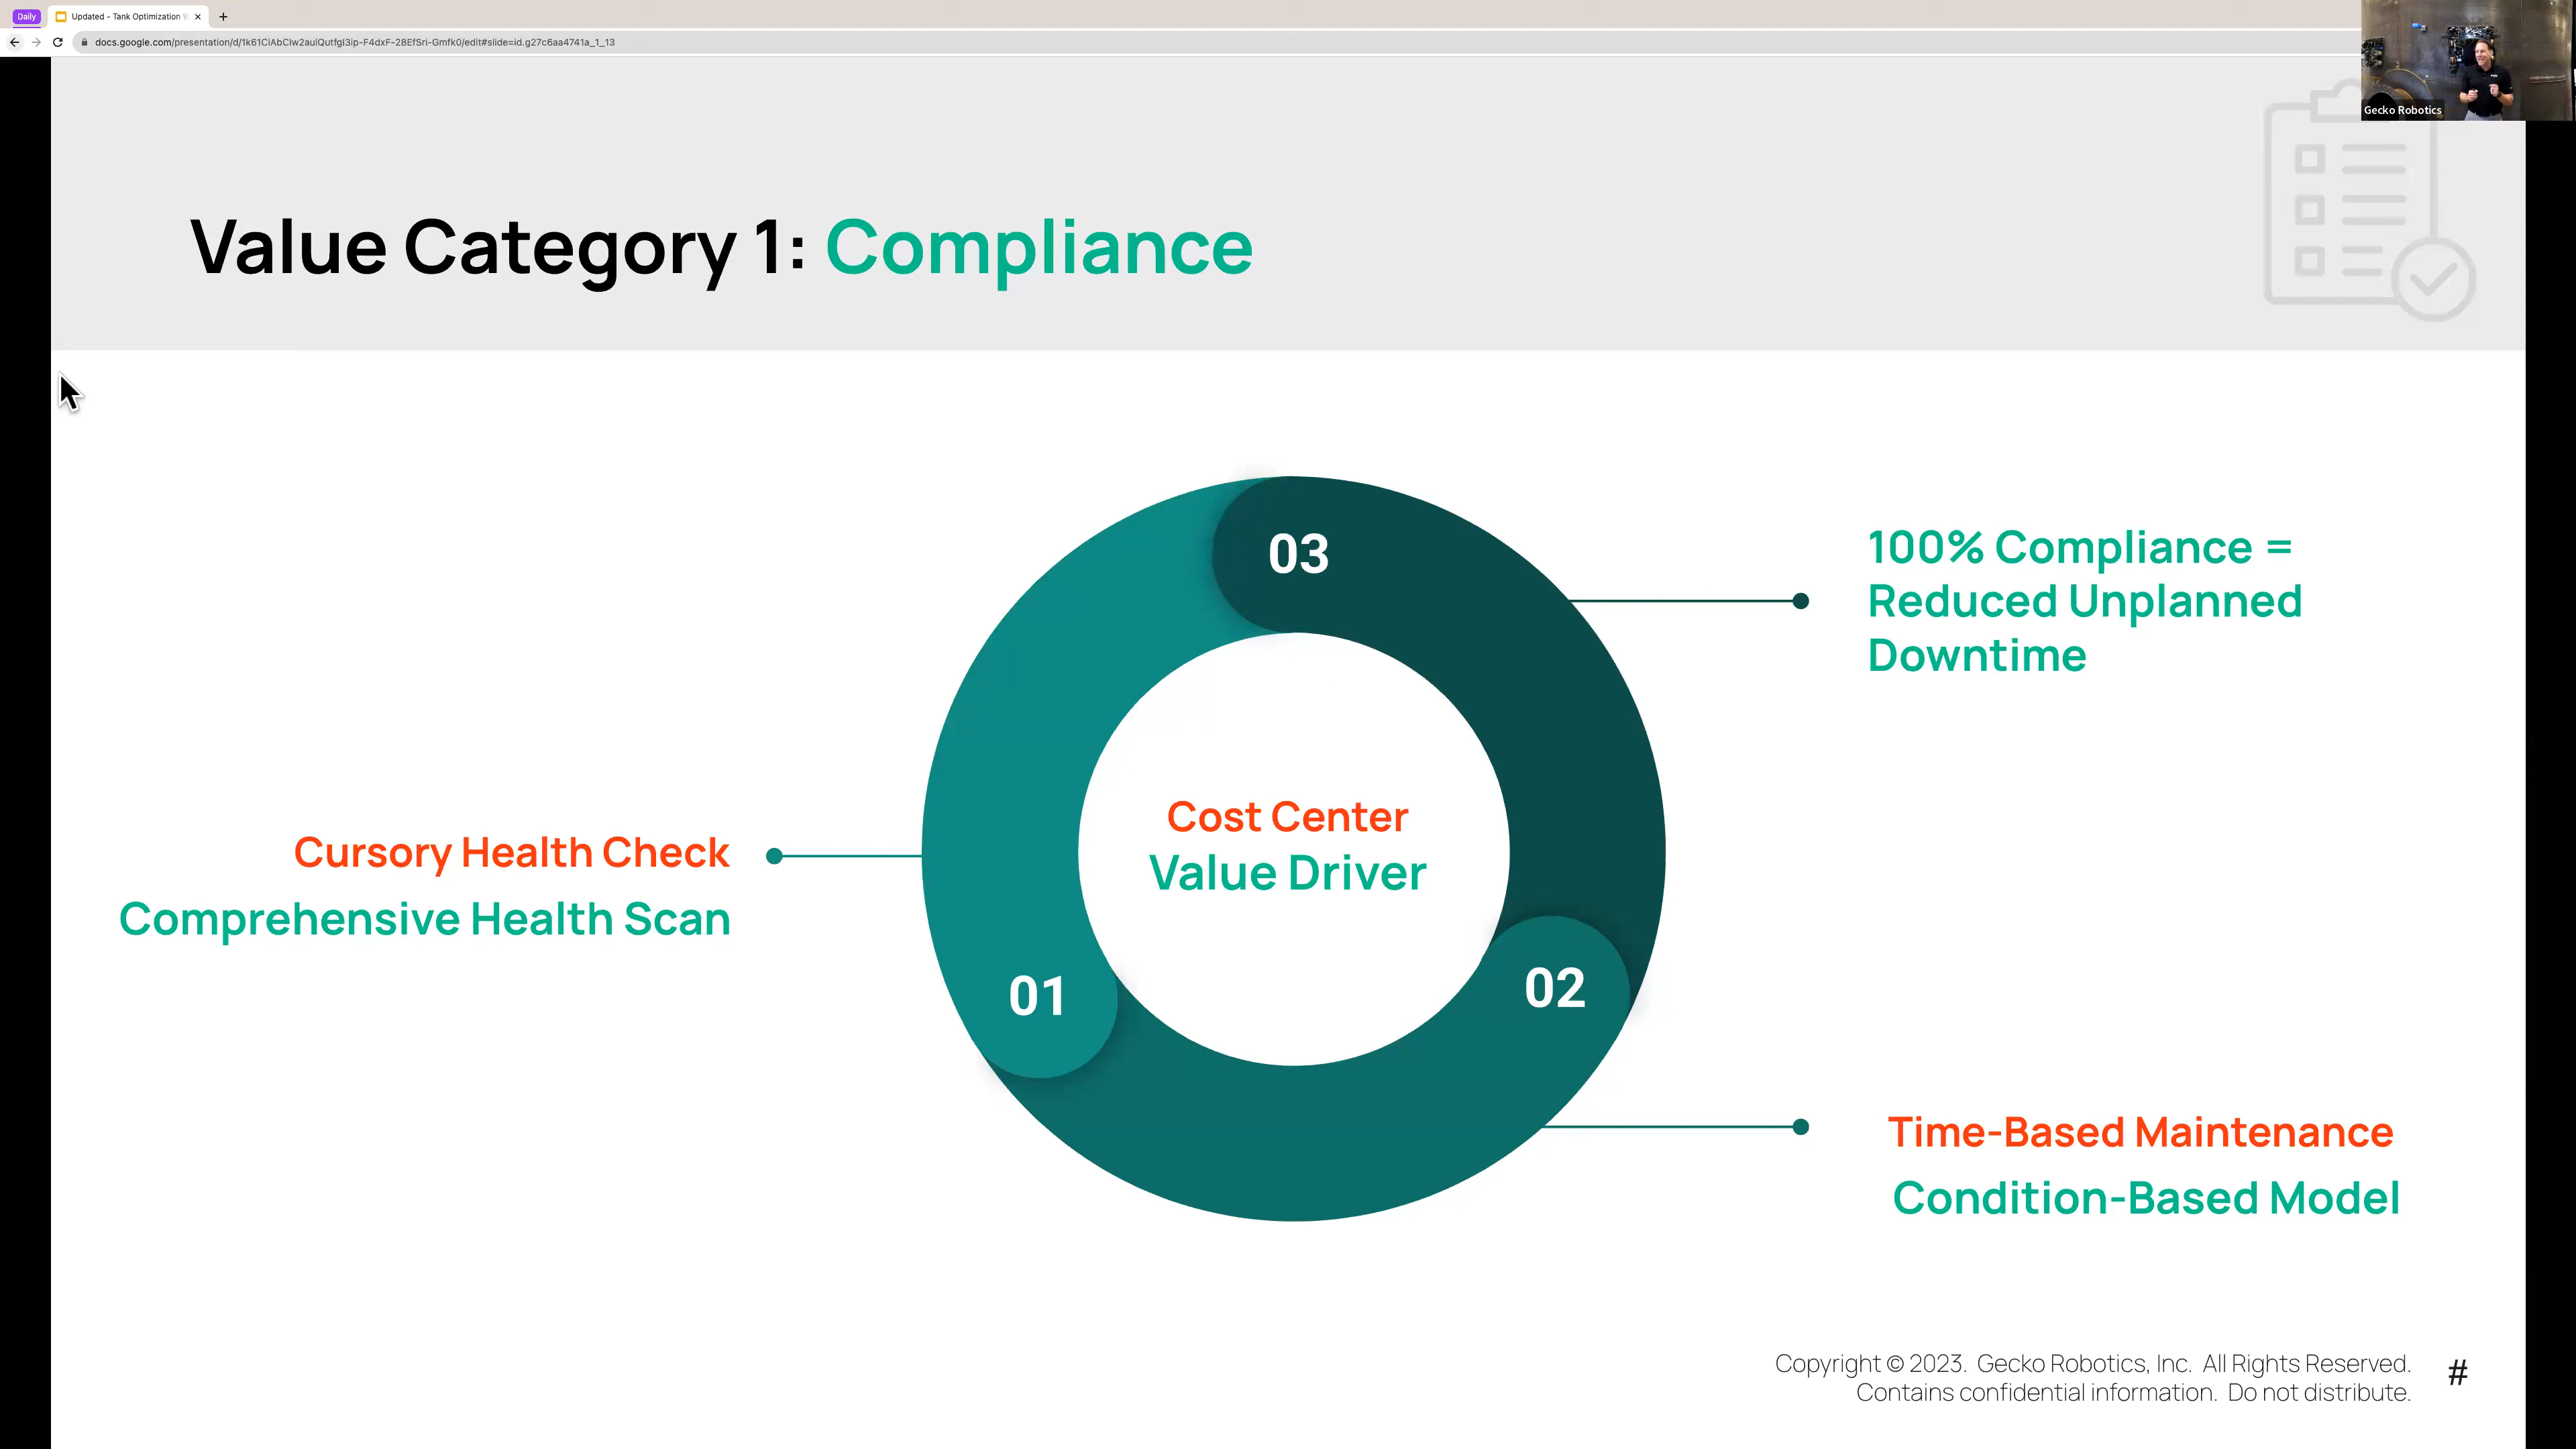 Daily
Updated - Tank Optimization
docs.google.com/presentation/d/1k61CiAbClw2auiQutfgI3ip-F4dxF-28EfSri-Gmfk0/edit#slide=id.g27c6aa4741a_1_13
Gecko Robotics
Value Category 1: Compliance
03
100% Compliance =
Reduced Unplanned
Downtime
Cost Center
Value Driver
Cursory Health Check
Comprehensive Health Scan
01
02
Time-Based Maintenance
Condition-Based Model
Copyright © 2023. Gecko Robotics, Inc. All Rights Reserved.
Contains confidential information. Do not distribute.
#